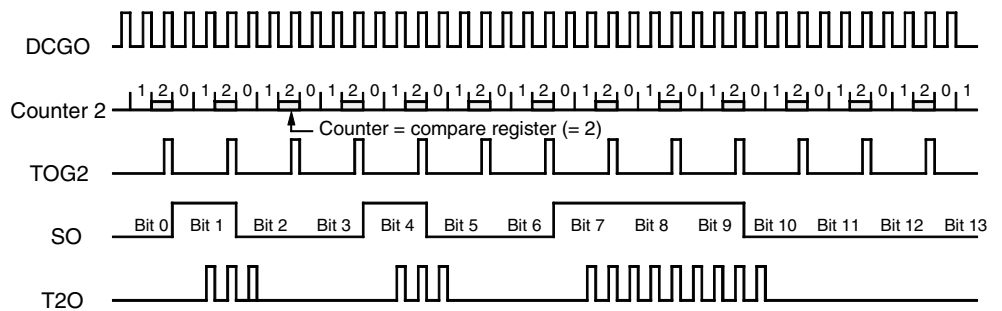 DCGO
Counter 2 1 2 0 1 2 0 1 2 0 1 2 0 1 2 0 1 2 0 1 2 0 1 2 0 1 2 0 1 2 0 1 2 0 1 2 0 1 2 0 1
Counter = compare register (= 2)
TOG2
SO Bit 0 Bit 1 Bit 2 Bit 3 Bit 4 Bit 5 Bit 6 Bit 7 Bit 8 Bit 9 Bit 10 Bit 11 Bit 12 Bit 13
T2O